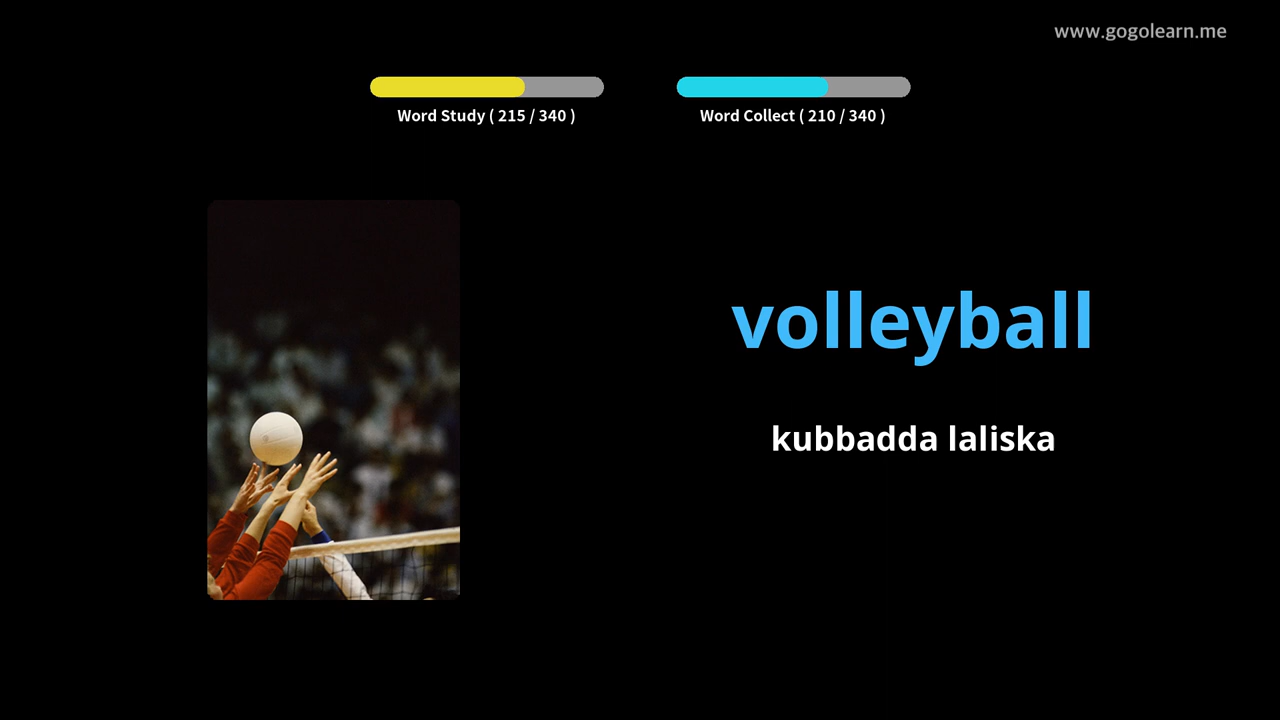 www.gogolearn.me
Word Study ( 215 / 340 )
Word Collect ( 210 / 340 )
volleyball
kubbadda laliska